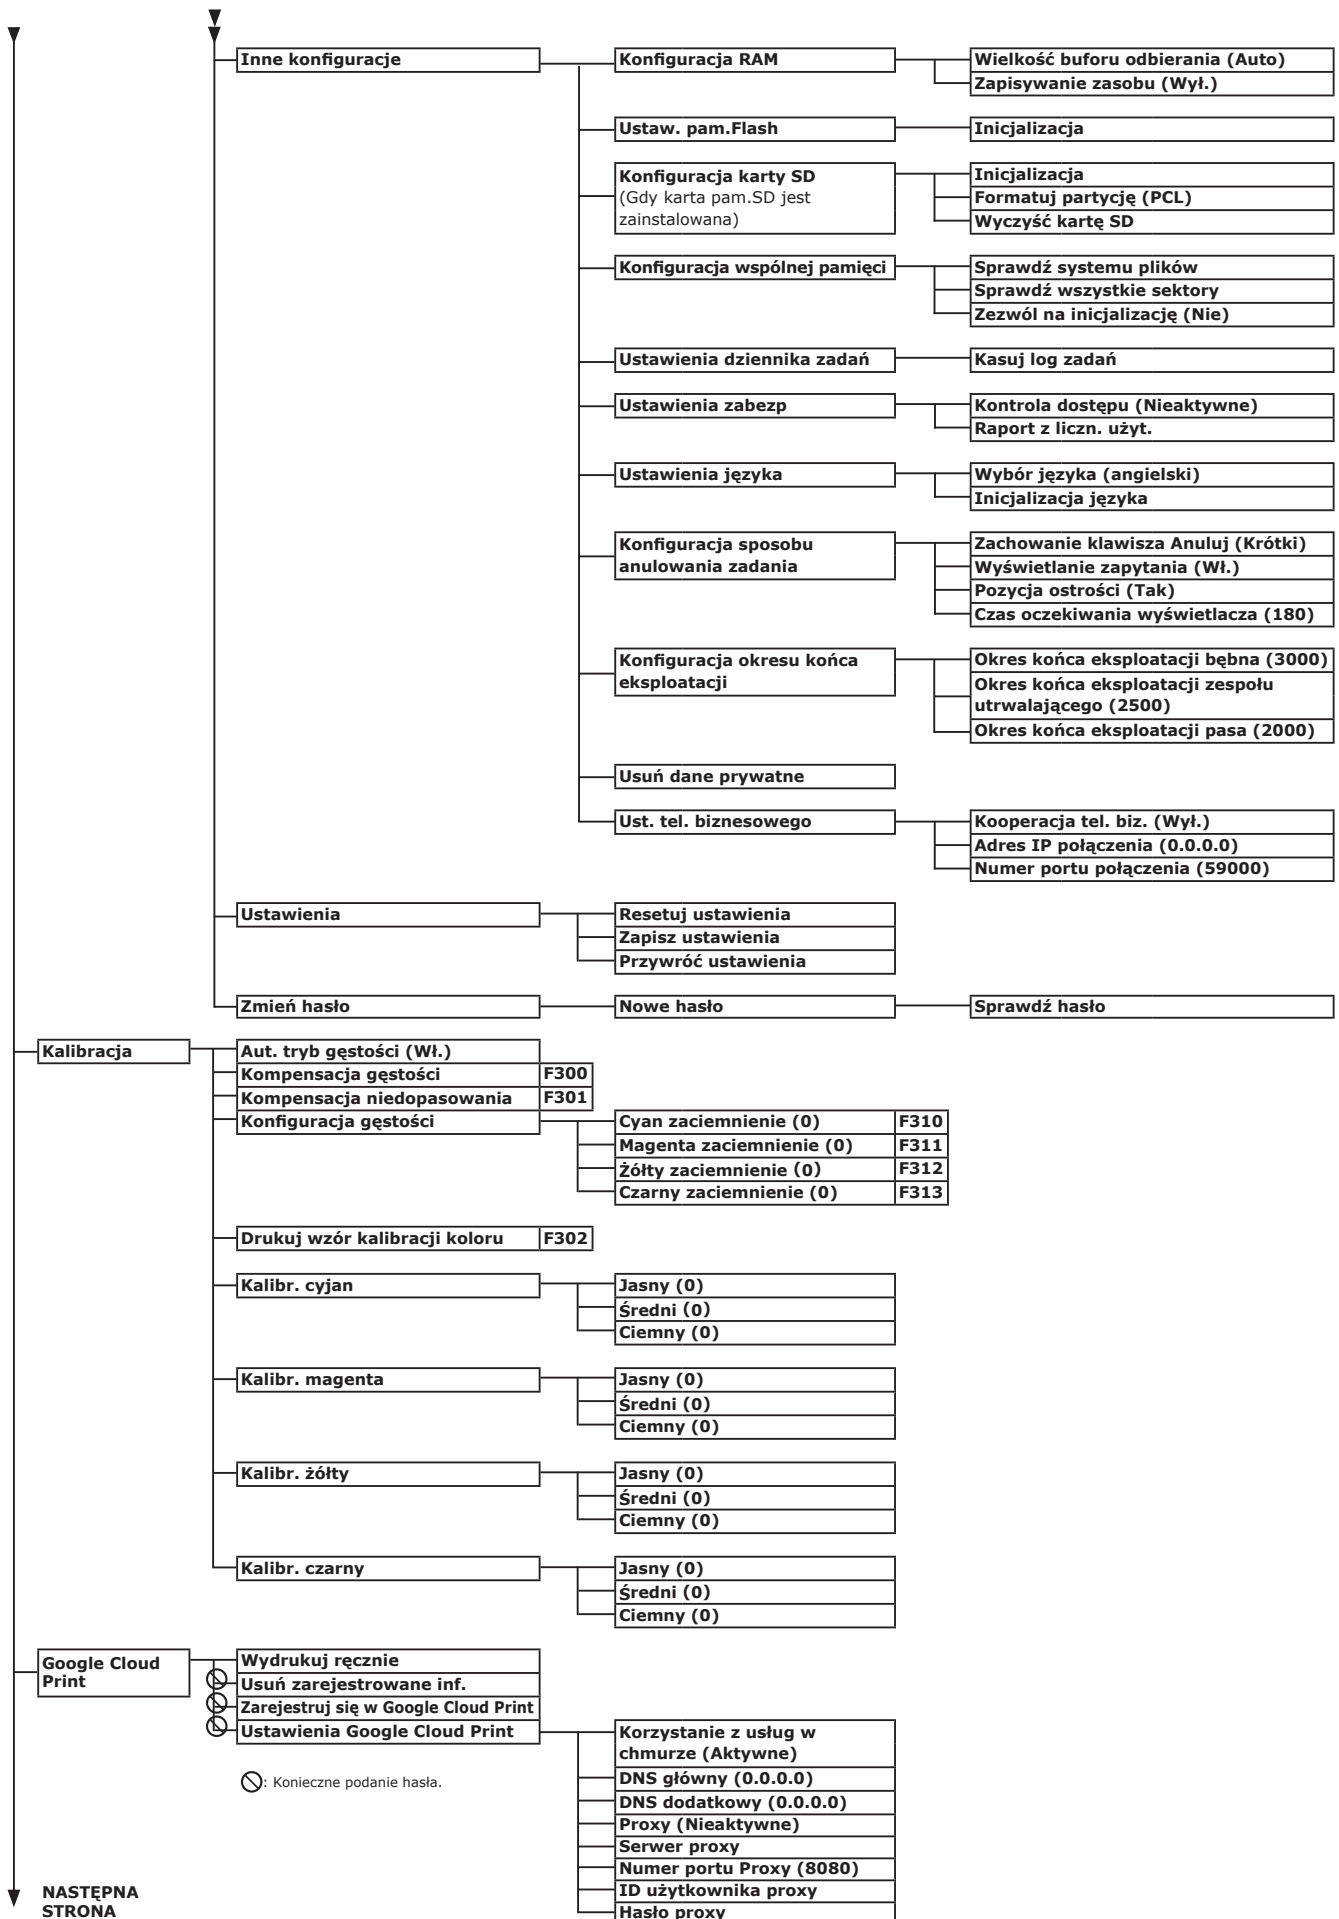 Inne konfiguracje
Konfiguracja RAM
Wielkość buforu odbierania (Auto)
Zapisywanie zasobu (Wył.)
Ustaw. pam.Flash
Inicjalizacja
Konfiguracja karty SD
(Gdy karta pam.SD jest
zainstalowana)
Inicjalizacja
Formatuj partycję (PCL)
Wyczyść kartę SD
Konfiguracja wspólnej pamięci
Sprawdź systemu plików
Sprawdź wszystkie sektory
Zezwól na inicjalizację (Nie)
Ustawienia dziennika zadań
Kasuj log zadań
Ustawienia zabezp
Kontrola dostępu (Nieaktywne)
Raport z liczn. użyt.
Ustawienia języka
Wybór języka (angielski)
Inicjalizacja języka
Konfiguracja sposobu
anulowania zadania
Zachowanie klawisza Anuluj (Krótki)
Wyświetlanie zapytania (Wł.)
Pozycja ostrości (Tak)
Czas oczekiwania wyświetlacza (180)
Konfiguracja okresu końca
eksploatacji
Okres końca eksploatacji bębna (3000)
Okres końca eksploatacji zespołu
utrwalającego (2500)
Okres końca eksploatacji pasa (2000)
Usuń dane prywatne
Ust. tel. biznesowego
Kooperacja tel. biz. (Wył.)
Adres IP połączenia (0.0.0.0)
Numer portu połączenia (59000)
Ustawienia
Resetuj ustawienia
Zapisz ustawienia
Przywróć ustawienia
Zmień hasło
Nowe hasło
Sprawdź hasło
Kalibracja
Aut. tryb gęstości (Wł.)
Kompensacja gęstości F300
Kompensacja niedopasowania F301
Konfiguracja gęstości
Cyan zaciemnienie (0) F310
Magenta zaciemnienie (0) F311
Żółty zaciemnienie (0) F312
Czarny zaciemnienie (0) F313
Drukuj wzór kalibracji koloru F302
Kalibr. cyjan
Jasny (0)
Średni (0)
Ciemny (0)
Kalibr. magenta
Jasny (0)
Średni (0)
Ciemny (0)
Kalibr. żółty
Jasny (0)
Średni (0)
Ciemny (0)
Kalibr. czarny
Jasny (0)
Średni (0)
Ciemny (0)
Google Cloud
Print
Wydrukuj ręcznie
Usuń zarejestrowane inf.
Zarejestruj się w Google Cloud Print
Ustawienia Google Cloud Print
Korzystanie z usług w
chmurze (Aktywne)
DNS główny (0.0.0.0)
DNS dodatkowy (0.0.0.0)
Proxy (Nieaktywne)
Serwer proxy
Numer portu Proxy (8080)
ID użytkownika proxy
Hasło proxy
: Konieczne podanie hasła.
NASTĘPNA
STRONA